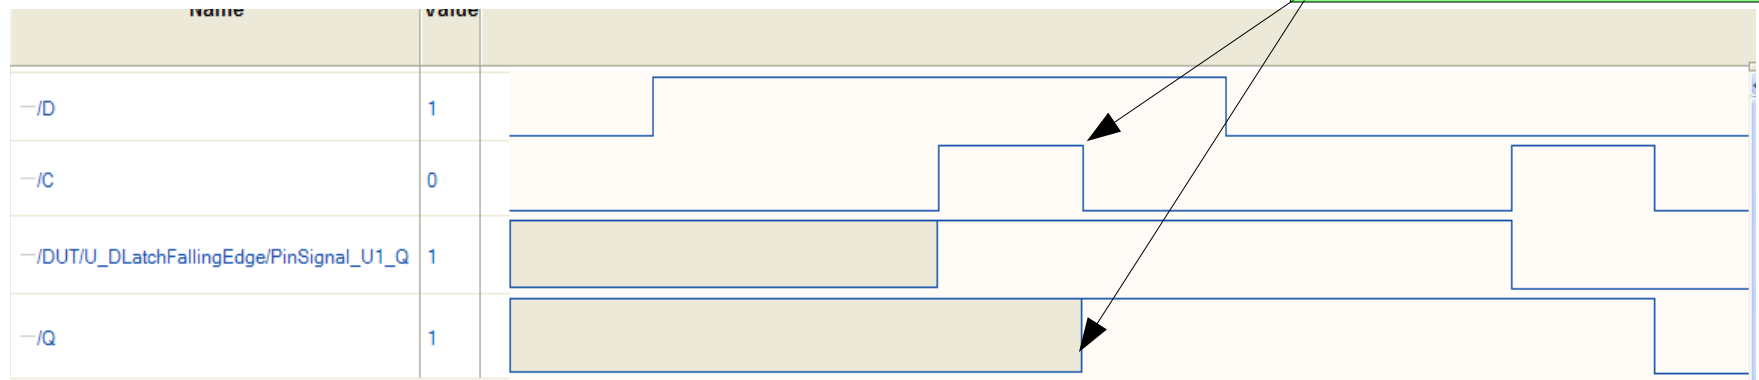 Name Value
/D 1
/C 0
/DUT/U_DLatchFallingEdge/PinSignal_U1_Q 1
/Q 1